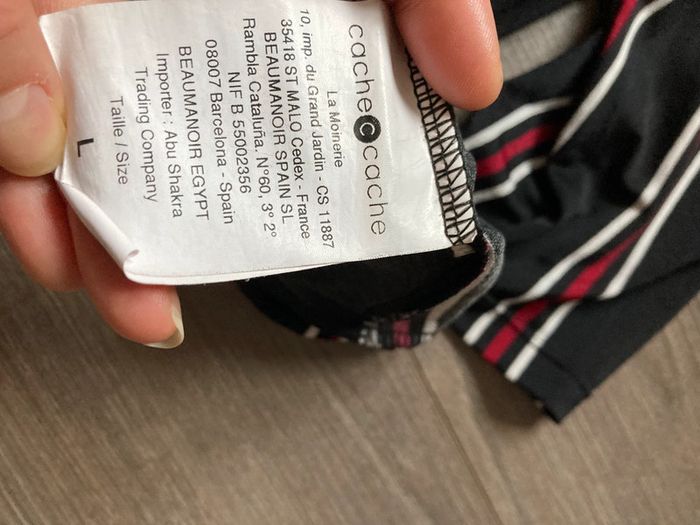 cache c cache
La Moinerie
10, imp. du Grand Jardin - CS 11887
35418 ST MALO Cedex - France
BEAUMANOIR SPAIN SL
Rambla Cataluña. N°60, 3° 2°
NIF B 55002356
08007 Barcelona - Spain
BEAUMANOIR EGYPT
Importer : Abu Shakra
Trading Company
Taille / Size
L